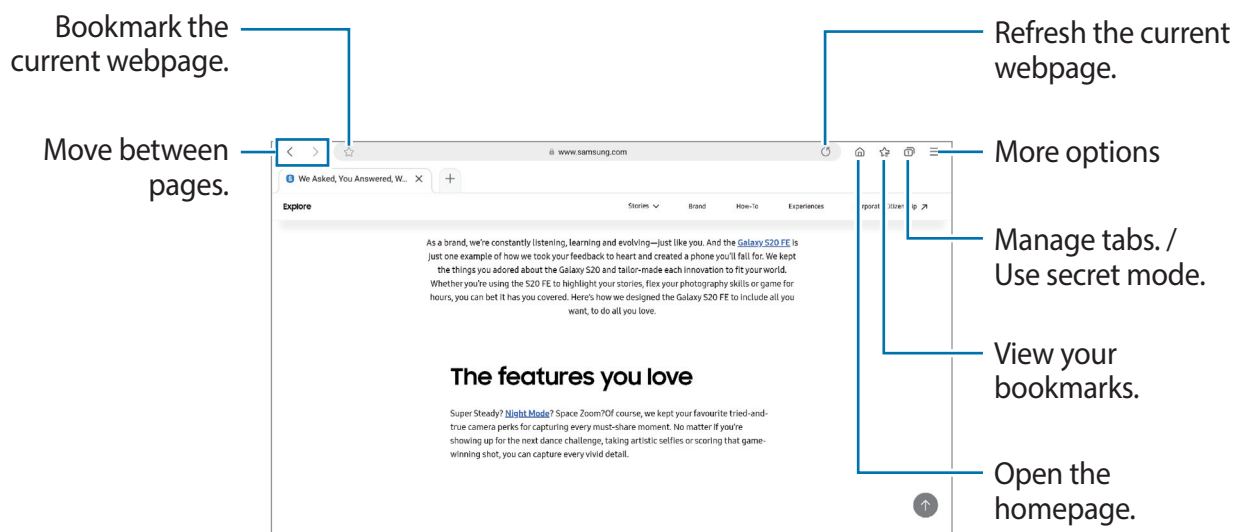 Bookmark the
current webpage.
Refresh the current
webpage.
Move between
pages.
More options
www.samsung.com
We Asked, You Answered, W...
Explore
Stories
Brand
How-To
Experiences
Manage tabs. /
Use secret mode.
As a brand, we're constantly listening, learning and evolving—just like you. And the Galaxy S20 FE is
just one example of how we took your feedback to heart and created a phone you'll fall for. We kept
the things you adored about the Galaxy S20 and tailor-made each innovation to fit your world.
Whether you're using the S20 FE to highlight your stories, flex your photography skills or game for
hours, you can bet it has you covered. Here's how we designed the Galaxy S20 FE to include all you
want, to do all you love.
View your
bookmarks.
The features you love
Super Steady? Night Mode? Space Zoom?Of course, we kept your favourite tried-and-
true camera perks for capturing every must-share moment. No matter if you're
showing up for the next dance challenge, taking artistic selfies or scoring that game-
winning shot, you can capture every vivid detail.
Open the
homepage.